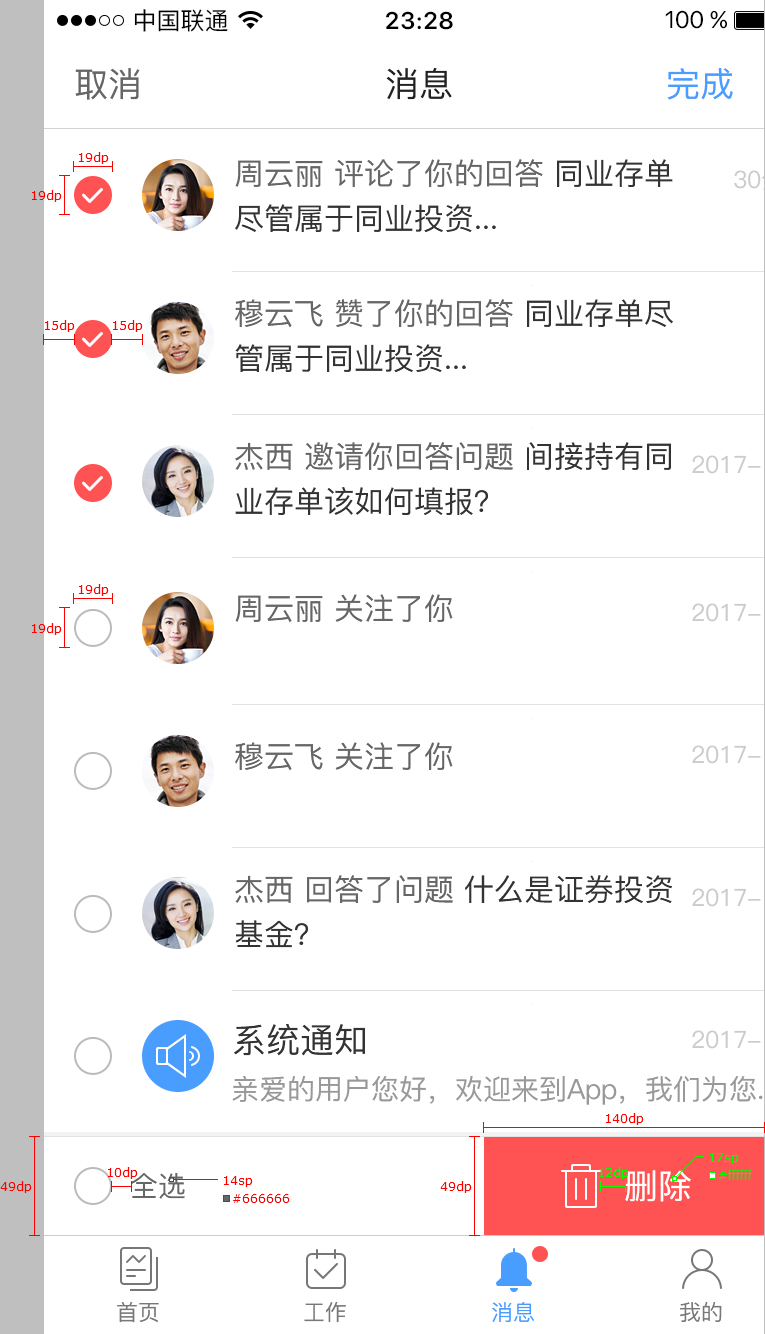 中国联通 23:28 100 %
取消 消息 完成
19dp
19dp
周云丽 评论了你的回答 同业存单
尽管属于同业投资...
15dp 15dp
穆云飞 赞了你的回答 同业存单尽
管属于同业投资...
杰西 邀请你回答问题 间接持有同
业存单该如何填报?
2017-
19dp
19dp
周云丽 关注了你
2017-
穆云飞 关注了你
2017-
杰西 回答了问题 什么是证券投资
基金?
2017-
系统通知
2017-
亲爱的用户您好，欢迎来到App，我们为您.
140dp
49dp
10dp
全选
14sp
#666666
49dp
12dp
删除
17sp
首页 工作 消息 我的